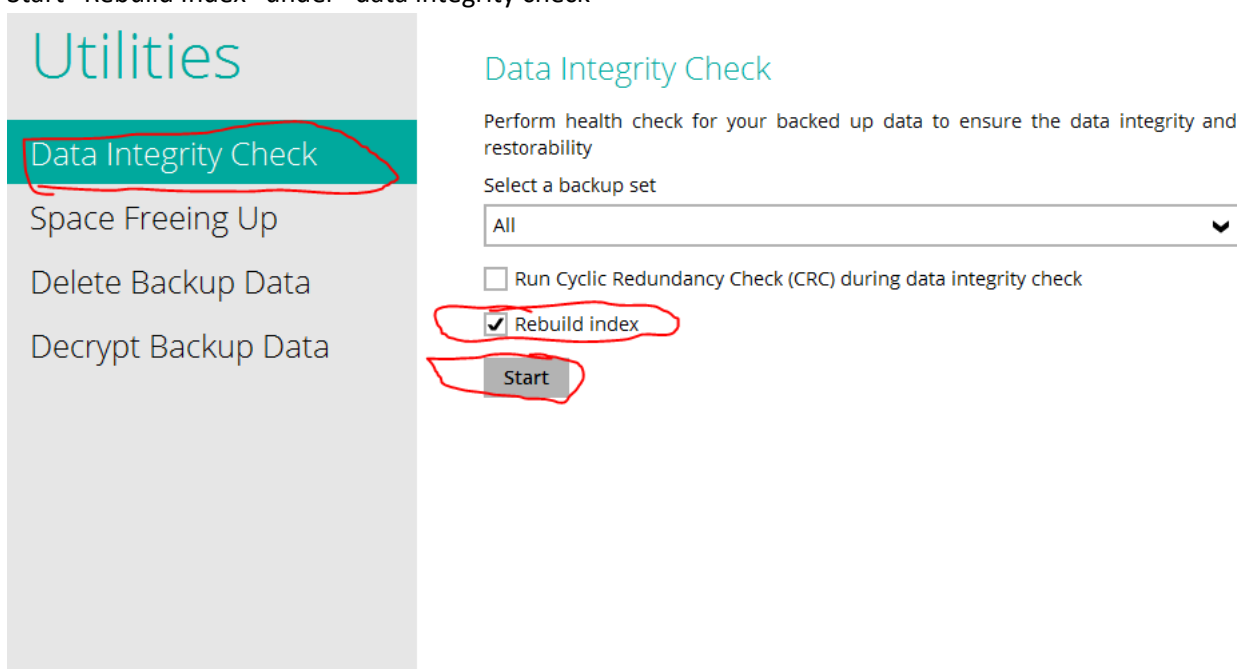 Start "Rebuild Index" under "data integrity check"
Utilities
Data Integrity Check
Space Freeing Up
Delete Backup Data
Decrypt Backup Data
Data Integrity Check
Perform health check for your backed up data to ensure the data integrity and
restorability
Select a backup set
All
Run Cyclic Redundancy Check (CRC) during data integrity check
Rebuild index
Start